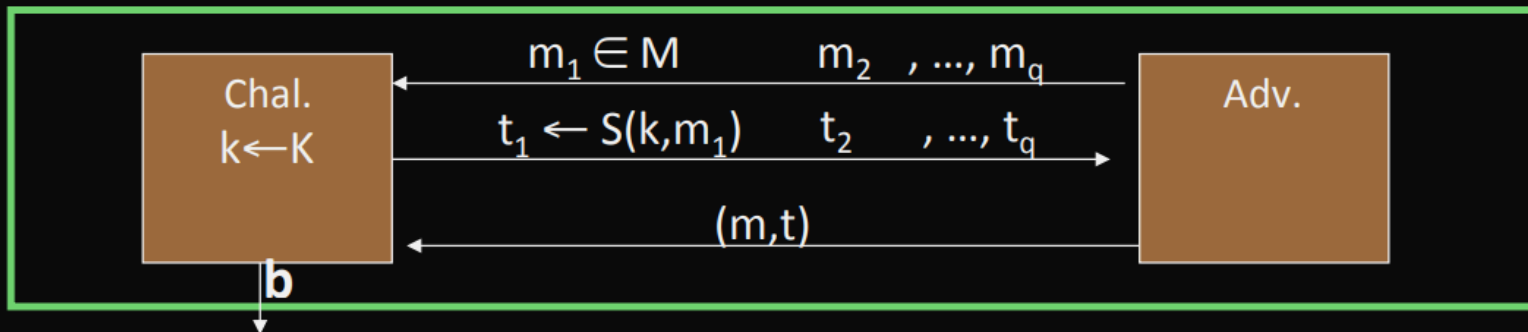 m₁ ∈ M m₂ , …, m_q
Chal.
Adv.
t₁ ← S(k,m₁) t₂ , …, t_q
k←K
(m,t)
b